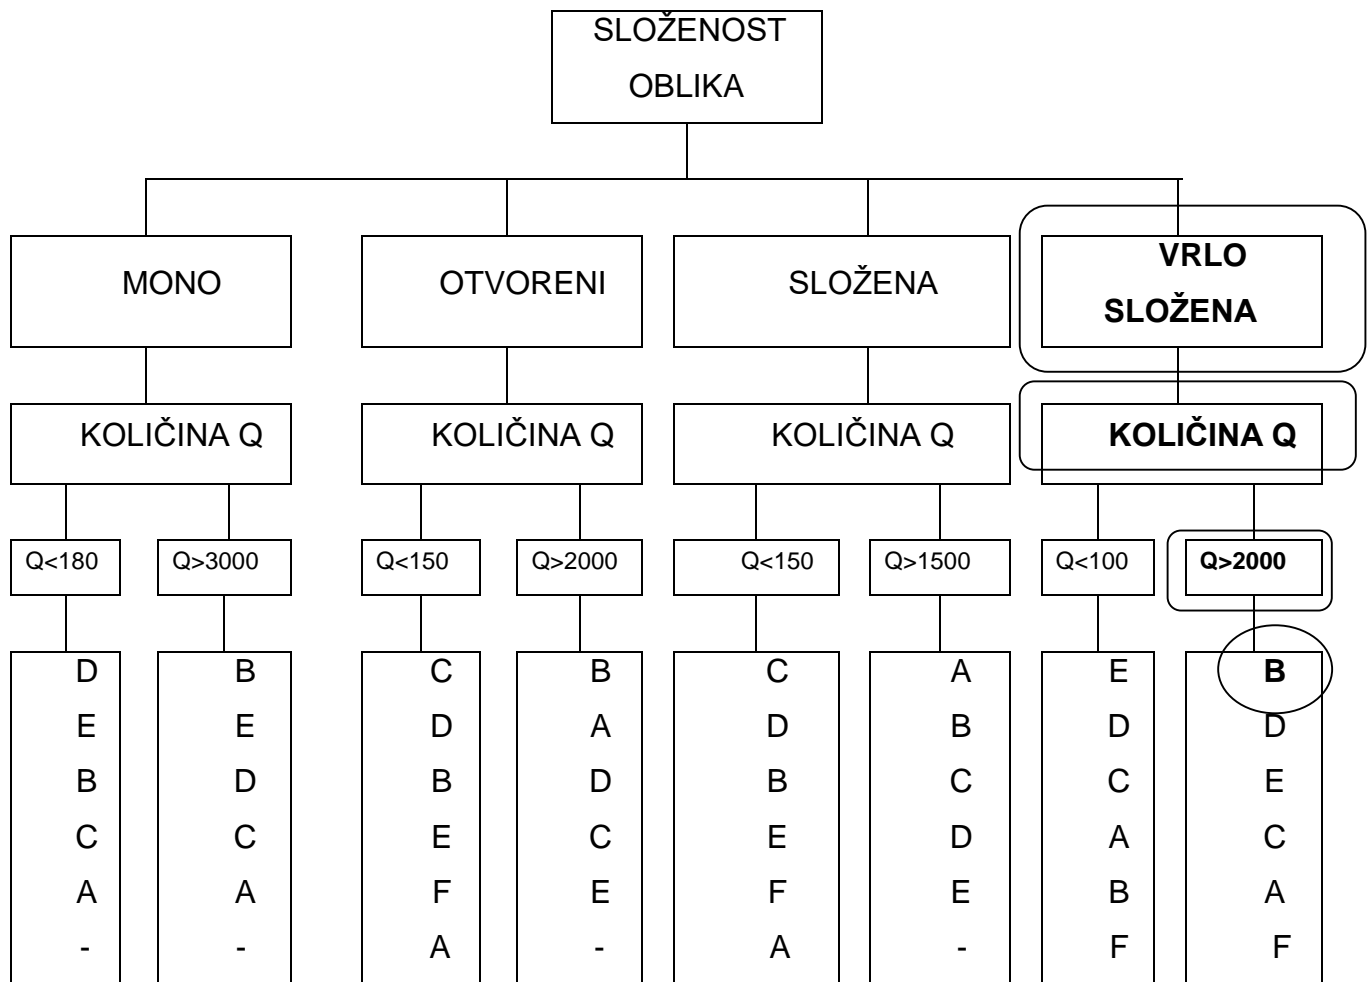 SLOŽENOST
OBLIKA
MONO
OTVORENI
SLOŽENA
VRLO
SLOŽENA
KOLIČINA Q
KOLIČINA Q
KOLIČINA Q
KOLIČINA Q
Q<180
Q>3000
Q<150
Q>2000
Q<150
Q>1500
Q<100
Q>2000
D
E
B
C
A
-
B
E
D
C
A
-
C
D
B
E
F
A
B
A
D
C
E
-
C
D
B
E
F
A
A
B
C
D
E
-
E
D
C
A
B
F
B
D
E
C
A
F